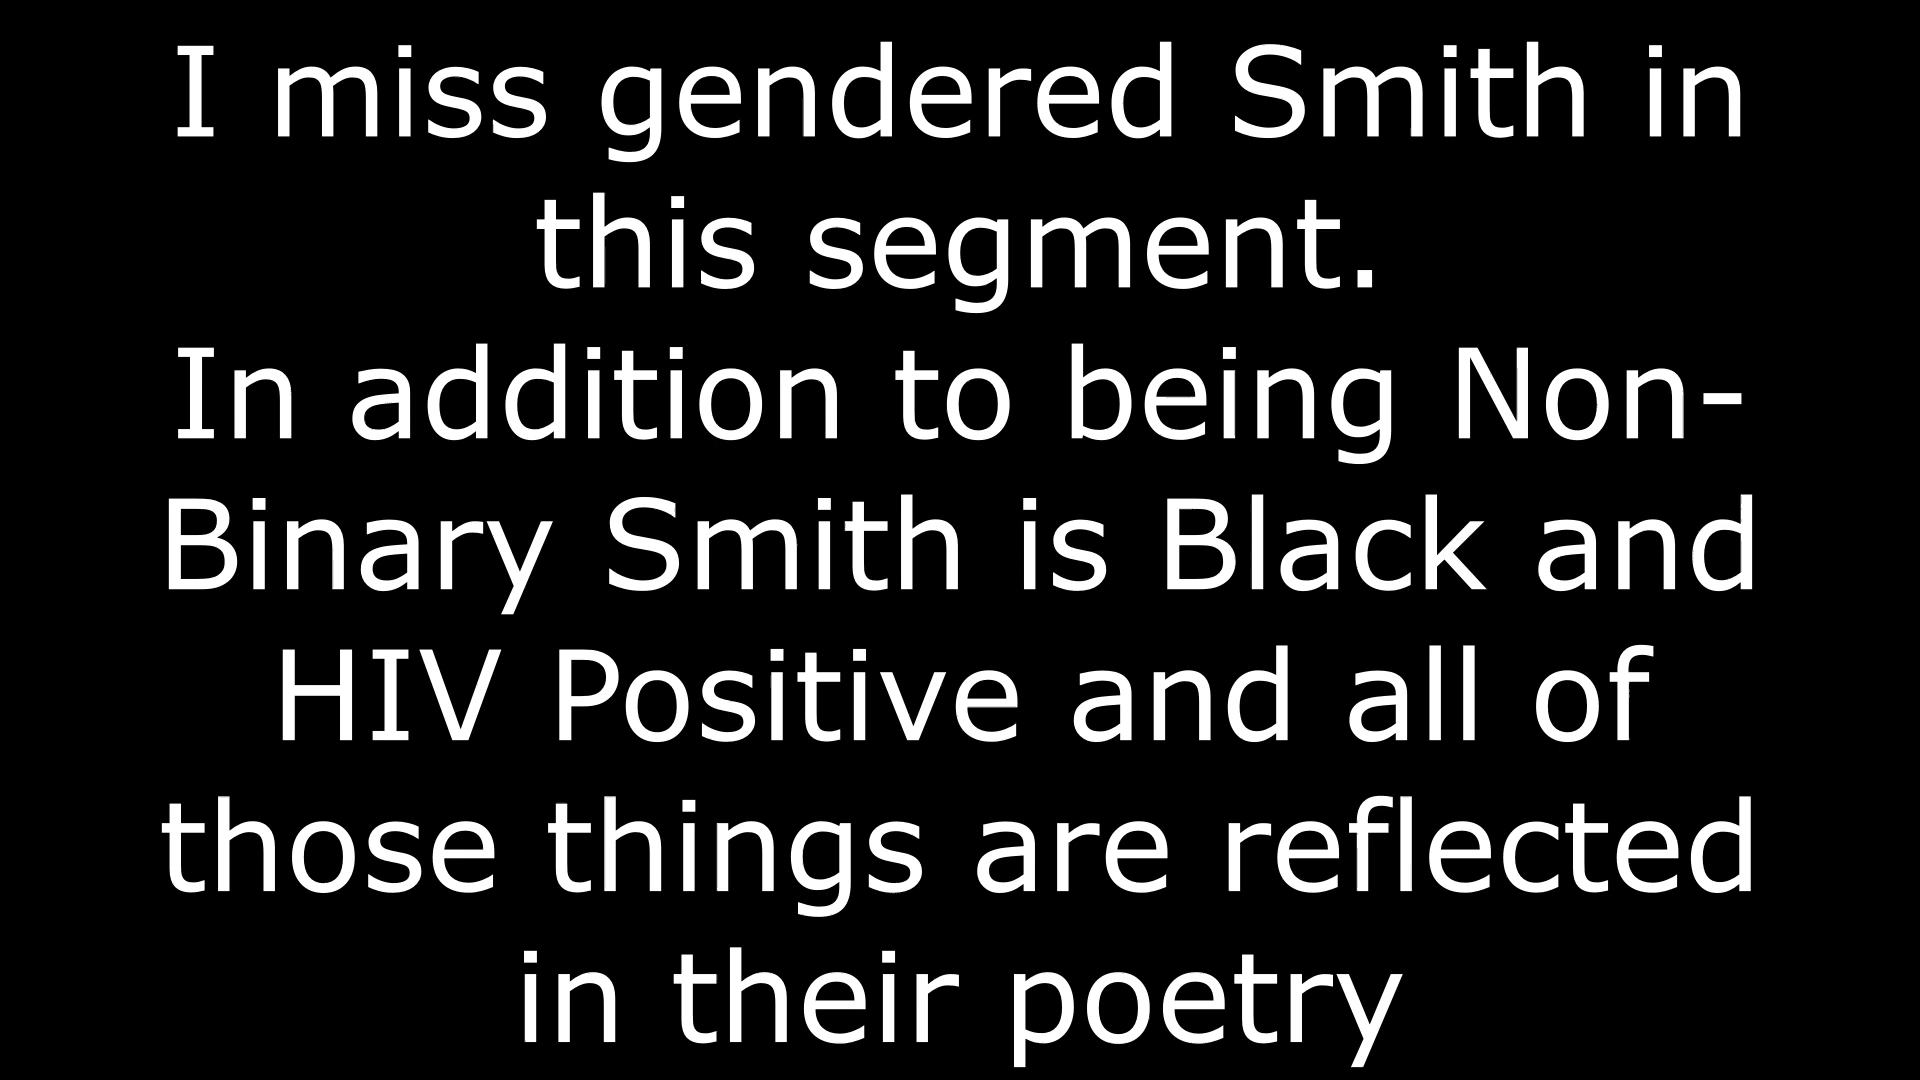 I miss gendered Smith in
this segment.
In addition to being Non-
Binary Smith is Black and
HIV Positive and all of
those things are reflected
in their poetry